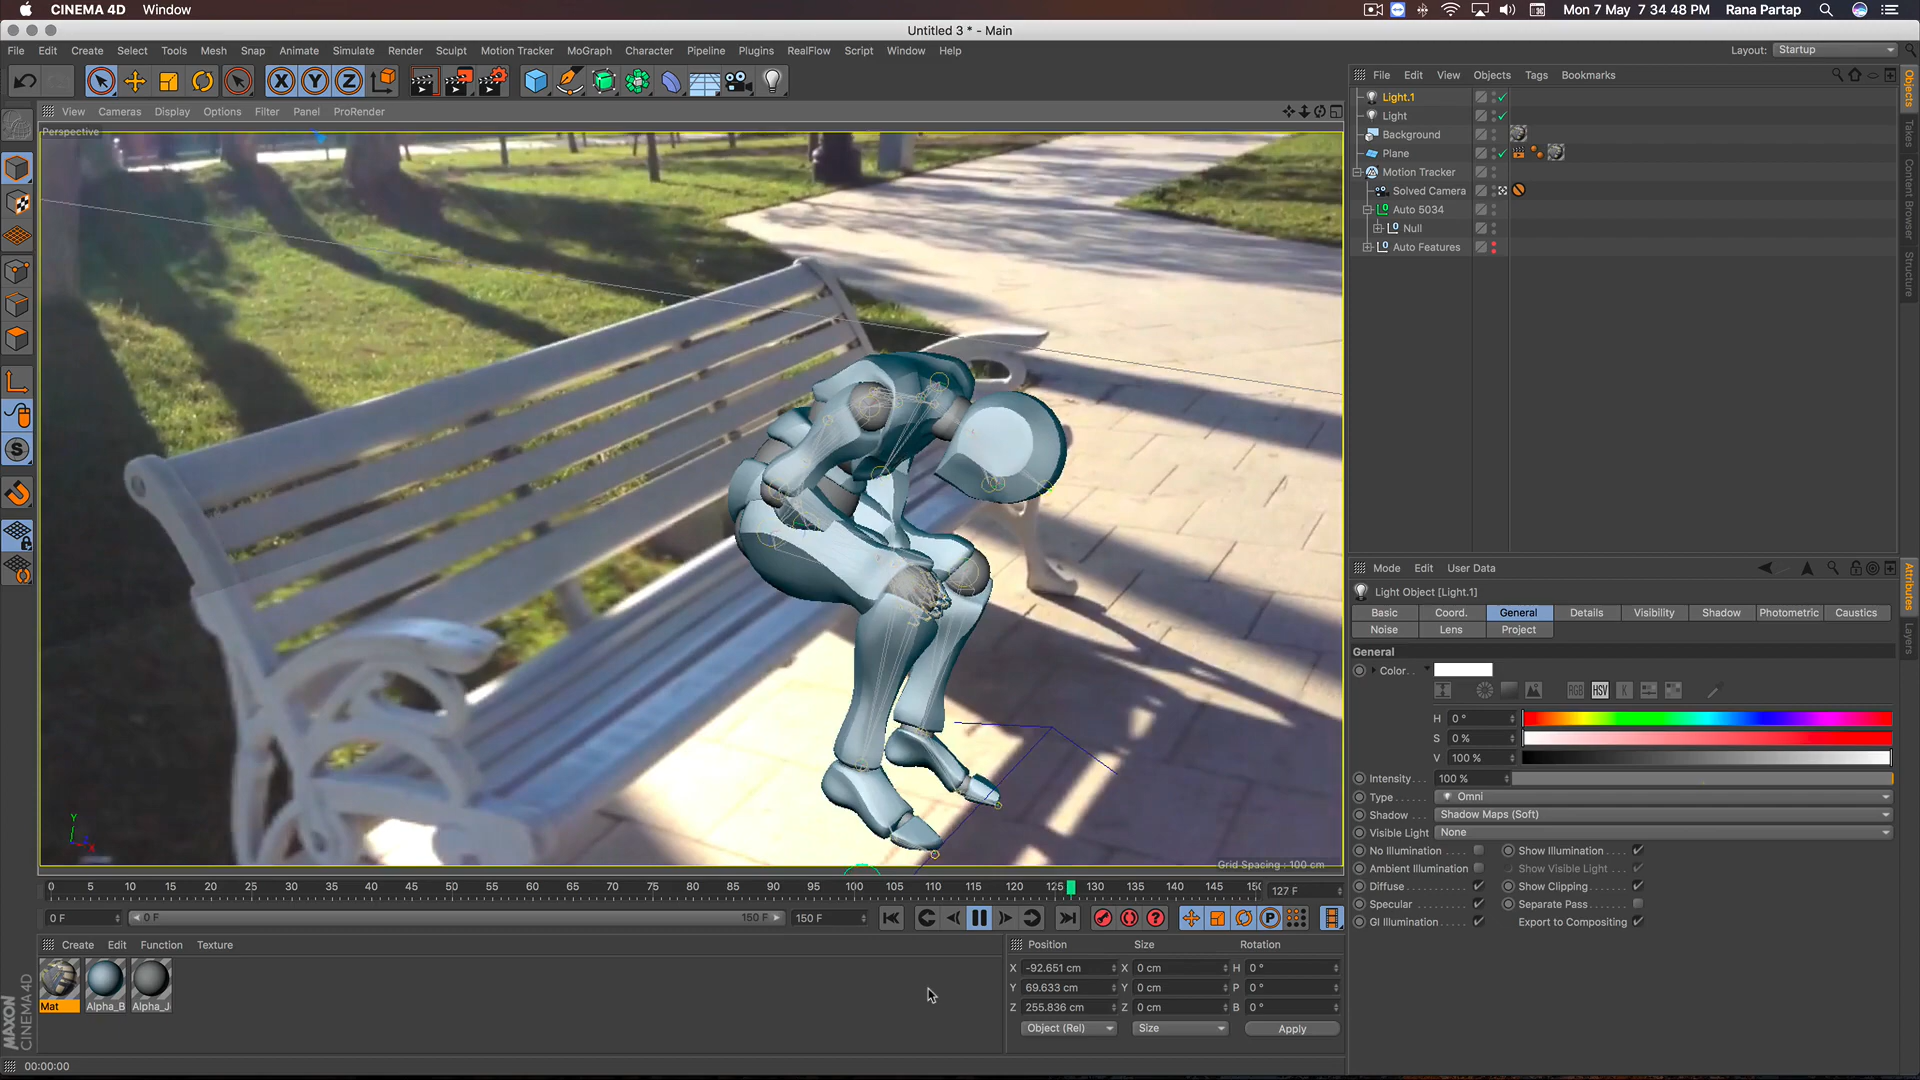 CINEMA 4D Window
Mon 7 May 7 34 48 PM Rana Partap
Untitled 3 * - Main
File Edit Create Select Tools Mesh Snap Animate Simulate Render Sculpt Motion Tracker MoGraph Character Pipeline Plugins RealFlow Script Window Help
Layout: Startup
X Y Z
File Edit View Objects Tags Bookmarks
View Cameras Display Options Filter Panel ProRender
Perspective
Light.1
Light
Background
Plane
Motion Tracker
Solved Camera
Auto 5034
Null
Auto Features
Objects
Takes
Content Browser
Structure
Grid Spacing : 100 cm
Mode Edit User Data
Light Object [Light.1]
Basic Coord. General Details Visibility Shadow Photometric Caustics
Noise Lens Project
Attributes
Layers
General
Color
RGB HSV K
H 0 °
S 0 %
V 100 %
Intensity 100 %
Type Omni
Shadow Shadow Maps (Soft)
Visible Light None
No Illumination Show Illumination
Ambient Illumination Show Visible Light
Diffuse Show Clipping
Specular Separate Pass
GI Illumination Export to Compositing
0 5 10 15 20 25 30 35 40 45 50 55 60 65 70 75 80 85 90 95 100 105 110 115 120 125 130 135 140 145 127 F
0 F 0 F 150 F 150 F
Create Edit Function Texture
Mat Alpha_B Alpha_J
Position Size Rotation
X -92.651 cm X 0 cm H 0 °
Y 69.633 cm Y 0 cm P 0 °
Z 255.836 cm Z 0 cm B 0 °
Object (Rel) Size Apply
MAXON
CINEMA 4D
00:00:00